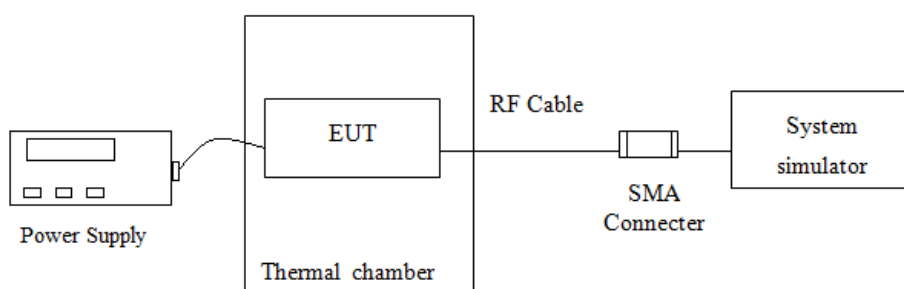 Power Supply
EUT
Thermal chamber
RF Cable
SMA
Connecter
System
simulator